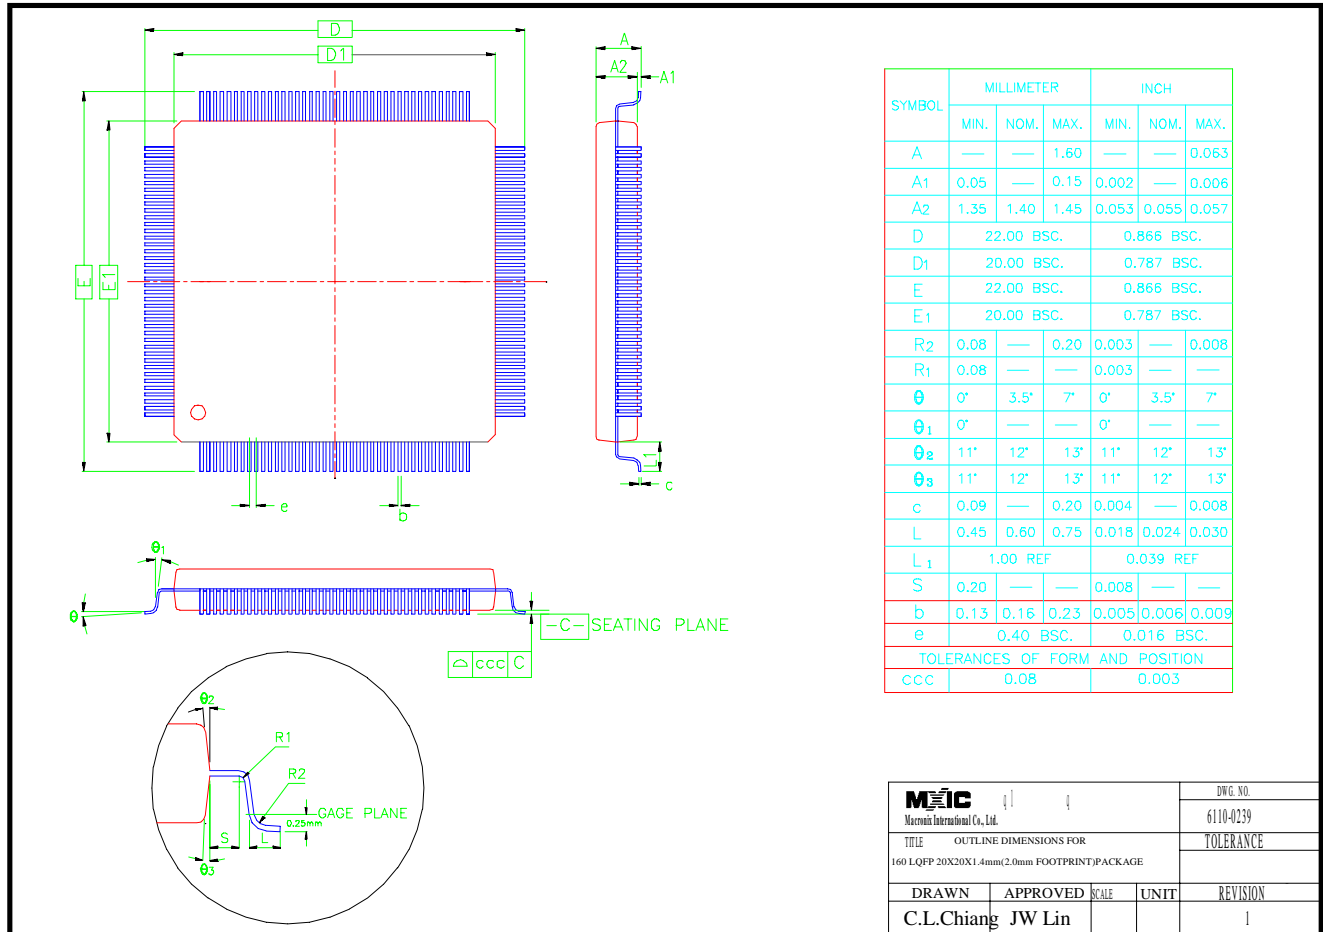 D
D1
A
A2 A1
E
E1
L1
c
e
b
SYMBOL MILLIMETER INCH
MIN. NOM. MAX. MIN. NOM. MAX.
A — — 1.60 — — 0.063
A1 0.05 — 0.15 0.002 — 0.006
A2 1.35 1.40 1.45 0.053 0.055 0.057
D 22.00 BSC. 0.866 BSC.
D1 20.00 BSC. 0.787 BSC.
E 22.00 BSC. 0.866 BSC.
E1 20.00 BSC. 0.787 BSC.
R2 0.08 — 0.20 0.003 — 0.008
R1 0.08 — — 0.003 — —
θ 0° 3.5° 7° 0° 3.5° 7°
θ1 0° — — 0° — —
θ2 11° 12° 13° 11° 12° 13°
θ3 11° 12° 13° 11° 12° 13°
c 0.09 — 0.20 0.004 — 0.008
L 0.45 0.60 0.75 0.018 0.024 0.030
L1 1.00 REF 0.039 REF
S 0.20 — — 0.008 — —
b 0.13 0.16 0.23 0.005 0.006 0.009
e 0.40 BSC. 0.016 BSC.
TOLERANCES OF FORM AND POSITION
ccc 0.08 0.003
θ1
θ
-C- SEATING PLANE
⌓ ccc C
θ2
R1
R2
GAGE PLANE
0.25mm
S L
θ3
MXIC
Macronix International Co., Ltd.
DWG. NO.
6110-0239
TITLE OUTLINE DIMENSIONS FOR
160 LQFP 20X20X1.4mm(2.0mm FOOTPRINT)PACKAGE
TOLERANCE
DRAWN APPROVED SCALE UNIT REVISION
C.L.Chiang JW Lin 1